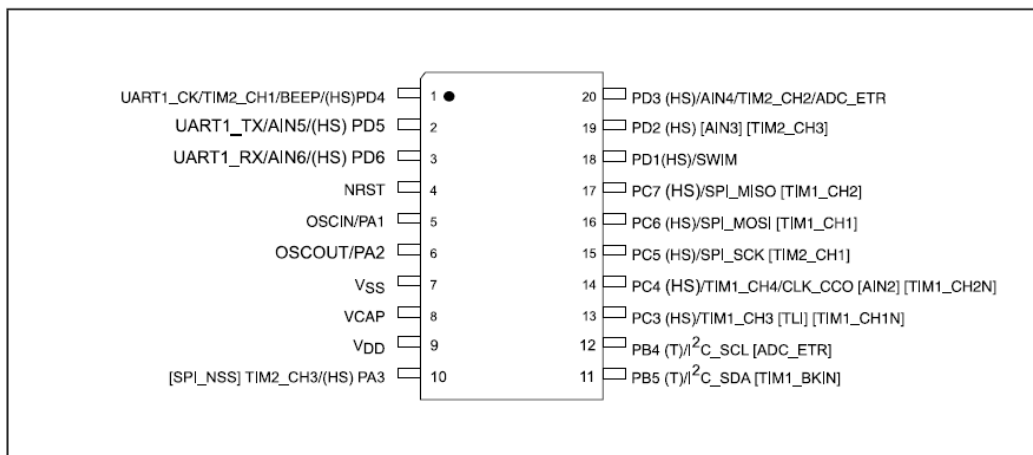 UART1_CK/TIM2_CH1/BEEP/(HS)PD4 1 20 PD3 (HS)/AIN4/TIM2_CH2/ADC_ETR
UART1_TX/AIN5/(HS) PD5 2 19 PD2 (HS) [AIN3] [TIM2_CH3]
UART1_RX/AIN6/(HS) PD6 3 18 PD1(HS)/SWIM
NRST 4 17 PC7 (HS)/SPI_MISO [TIM1_CH2]
OSCIN/PA1 5 16 PC6 (HS)/SPI_MOSI [TIM1_CH1]
OSCOUT/PA2 6 15 PC5 (HS)/SPI_SCK [TIM2_CH1]
VSS 7 14 PC4 (HS)/TIM1_CH4/CLK_CCO [AIN2] [TIM1_CH2N]
VCAP 8 13 PC3 (HS)/TIM1_CH3 [TLI] [TIM1_CH1N]
VDD 9 12 PB4 (T)/I²C_SCL [ADC_ETR]
[SPI_NSS] TIM2_CH3/(HS) PA3 10 11 PB5 (T)/I²C_SDA [TIM1_BKIN]